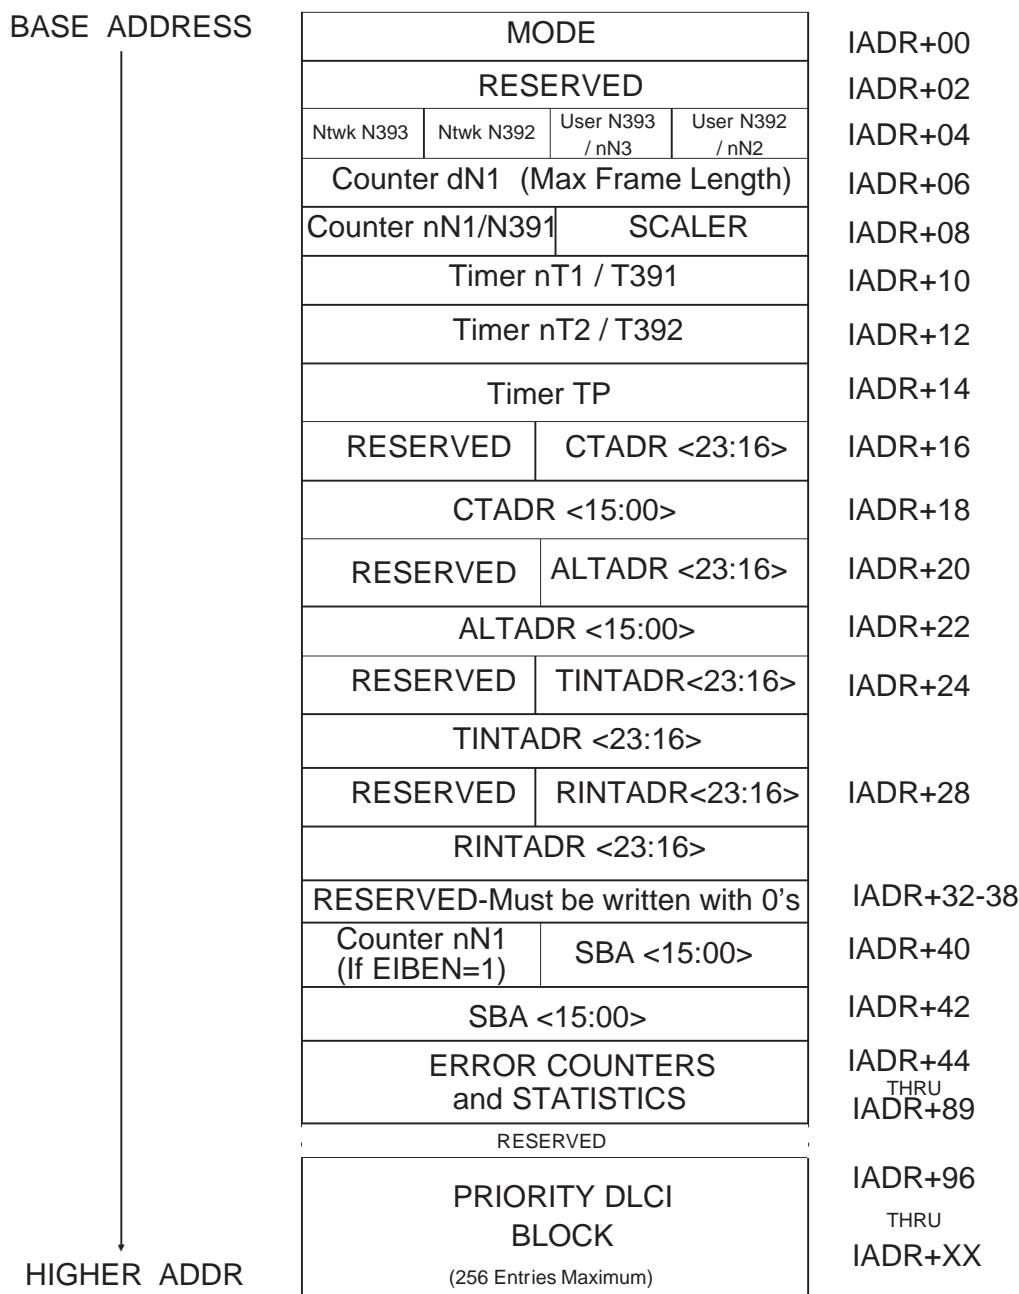 BASE ADDRESS
MODE
IADR+00
RESERVED
IADR+02
Ntwk N393
Ntwk N392
User N393
/ nN3
User N392
/ nN2
IADR+04
Counter dN1 (Max Frame Length)
IADR+06
Counter nN1/N391
SCALER
IADR+08
Timer nT1 / T391
IADR+10
Timer nT2 / T392
IADR+12
Timer TP
IADR+14
RESERVED
CTADR <23:16>
IADR+16
CTADR <15:00>
IADR+18
RESERVED
ALTADR <23:16>
IADR+20
ALTADR <15:00>
IADR+22
RESERVED
TINTADR<23:16>
IADR+24
TINTADR <23:16>
RESERVED
RINTADR<23:16>
IADR+28
RINTADR <23:16>
RESERVED-Must be written with 0's
IADR+32-38
Counter nN1
(If EIBEN=1)
SBA <15:00>
IADR+40
SBA <15:00>
IADR+42
ERROR COUNTERS
and STATISTICS
IADR+44
THRU
IADR+89
RESERVED
PRIORITY DLCI
BLOCK
(256 Entries Maximum)
IADR+96
THRU
IADR+XX
HIGHER ADDR